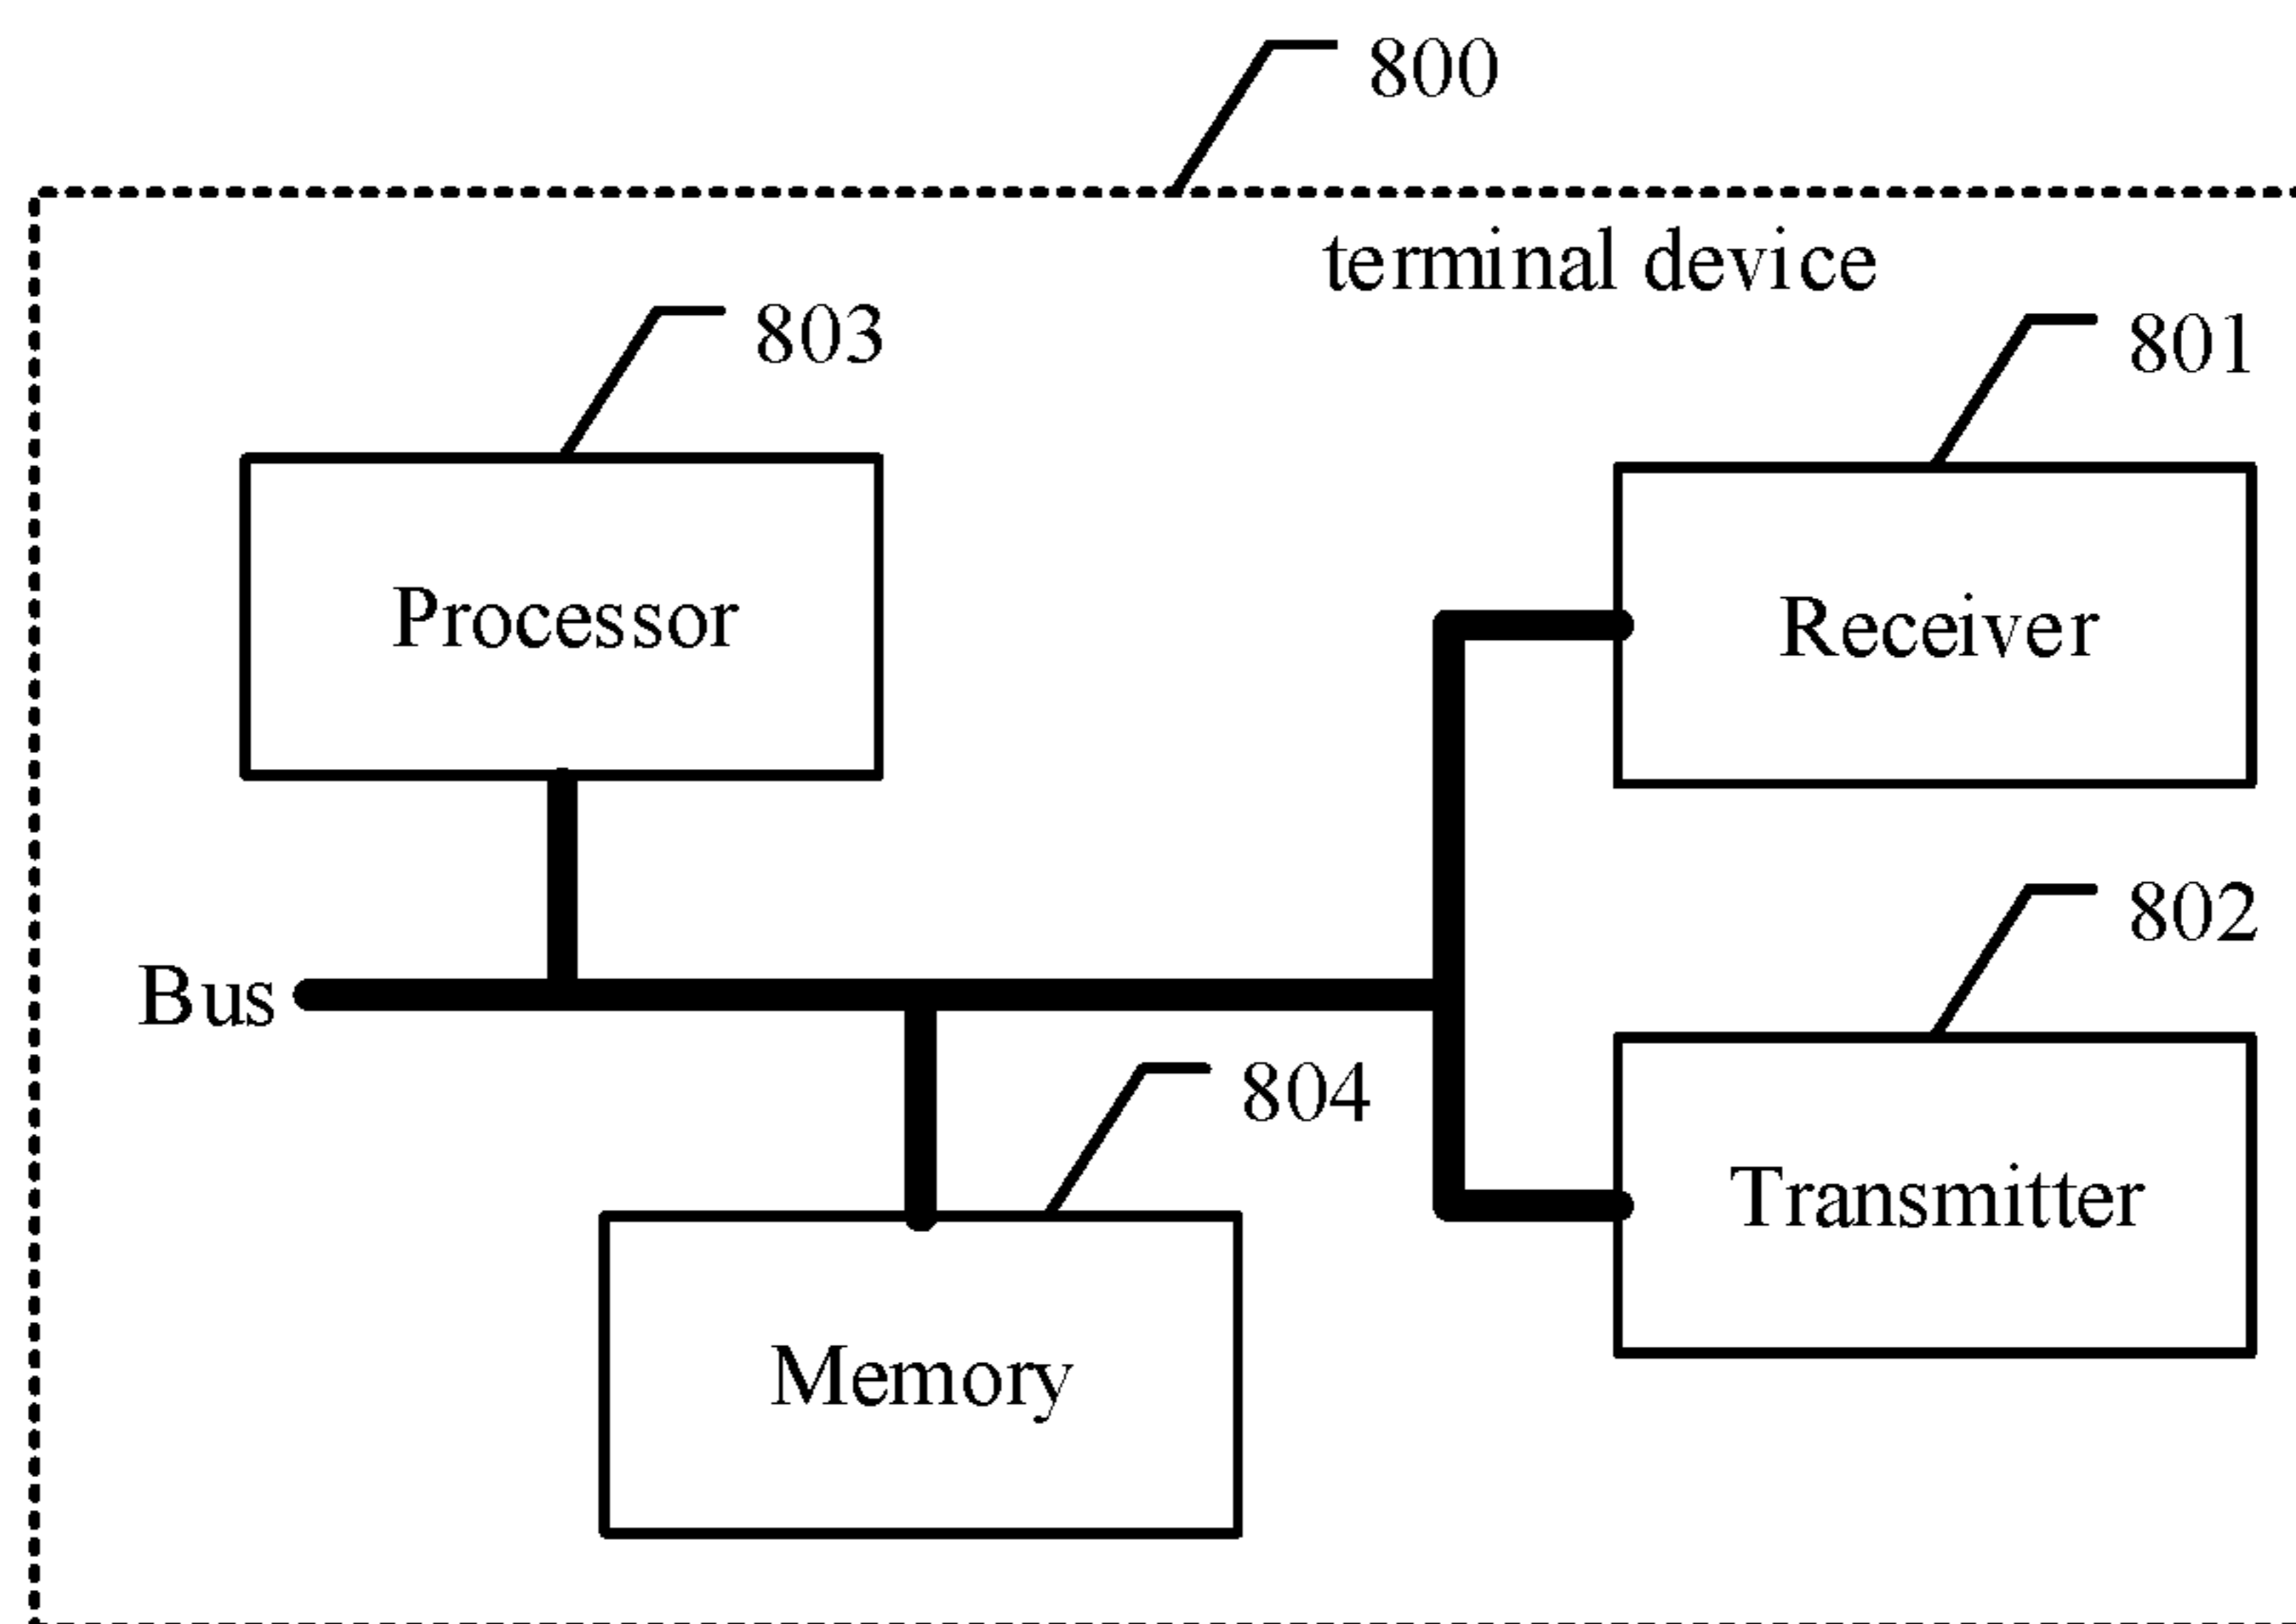 800
terminal device
803
801
Processor
Receiver
802
Bus
804
Transmitter
Memory